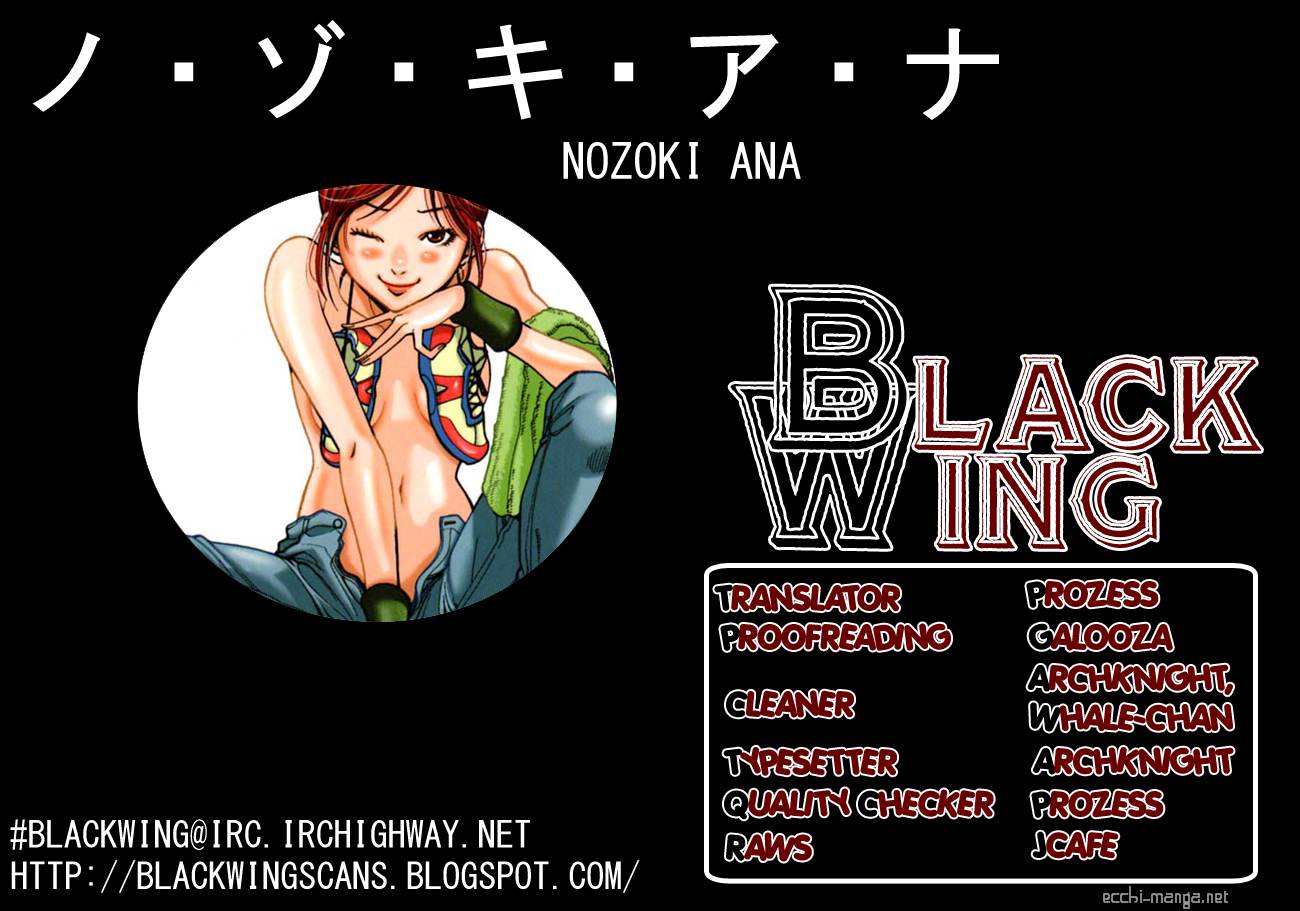 ノ・ゾ・キ・ア・ナ
NOZOKI ANA
BLACK
WING
TRANSLATOR PROZESS
PROOFREADING GALOOZA
CLEANER ARCHKNIGHT,
WHALE-CHAN
TYPESETTER ARCHKNIGHT
QUALITY CHECKER PROZESS
RAWS JCAFE
#BLACKWING@IRC.IRCHIGHWAY.NET
HTTP://BLACKWINGSCANS.BLOGSPOT.COM/
ecchi-manga.net